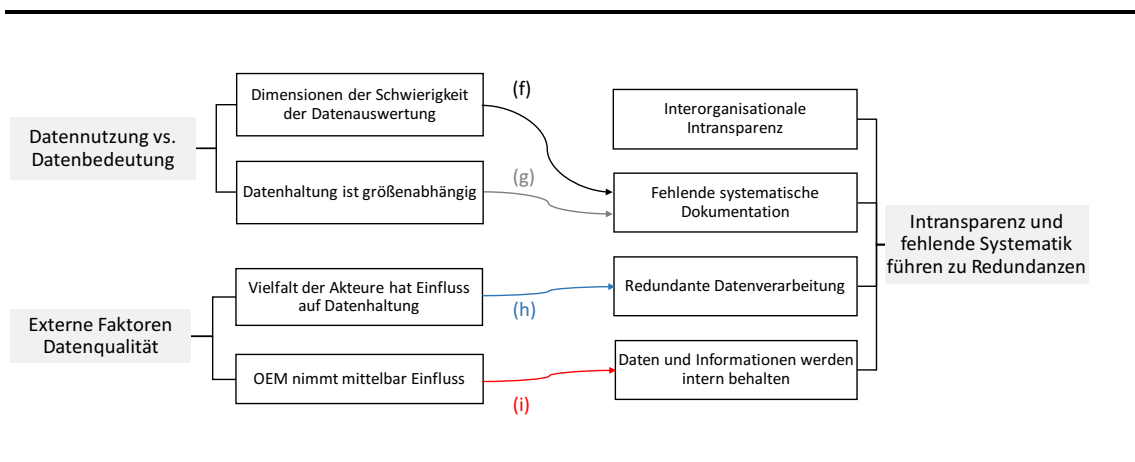 Datennutzung vs.
Datenbedeutung
Dimensionen der Schwierigkeit
der Datenauswertung
Datenhaltung ist größenabhängig
(f)
(g)
Externe Faktoren
Datenqualität
Vielfalt der Akteure hat Einfluss
auf Datenhaltung
OEM nimmt mittelbar Einfluss
(h)
(i)
Interorganisationale
Intransparenz
Fehlende systematische
Dokumentation
Redundante Datenverarbeitung
Daten und Informationen werden
intern behalten
Intransparenz und
fehlende Systematik
führen zu Redundanzen